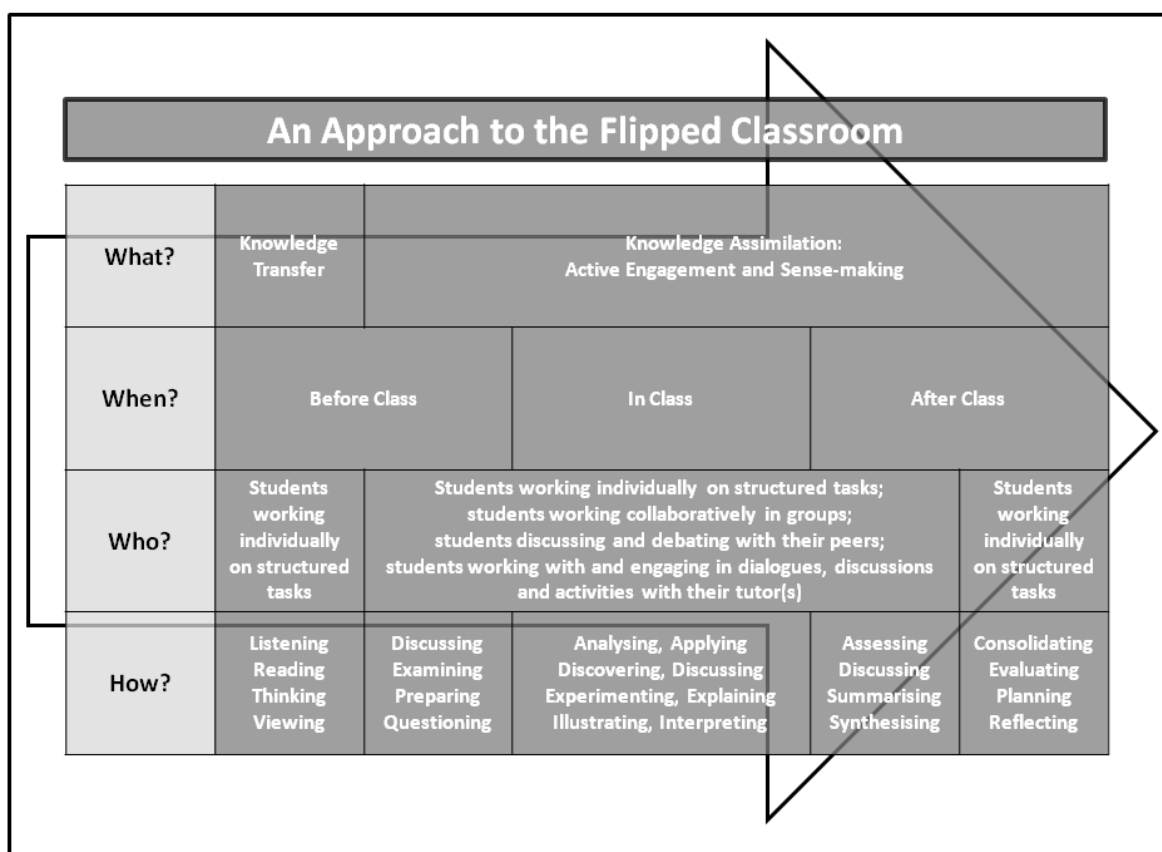 An Approach to the Flipped Classroom
What?
Knowledge
Transfer
Knowledge Assimilation:
Active Engagement and Sense-making
When?
Before Class
In Class
After Class
Who?
Students
working
individually
on structured
tasks
Students working individually on structured tasks;
students working collaboratively in groups;
students discussing and debating with their peers;
students working with and engaging in dialogues, discussions
and activities with their tutor(s)
Students
working
individually
on structured
tasks
How?
Listening
Reading
Thinking
Viewing
Discussing
Examining
Preparing
Questioning
Analysing, Applying
Discovering, Discussing
Experimenting, Explaining
Illustrating, Interpreting
Assessing
Discussing
Summarising
Synthesising
Consolidating
Evaluating
Planning
Reflecting